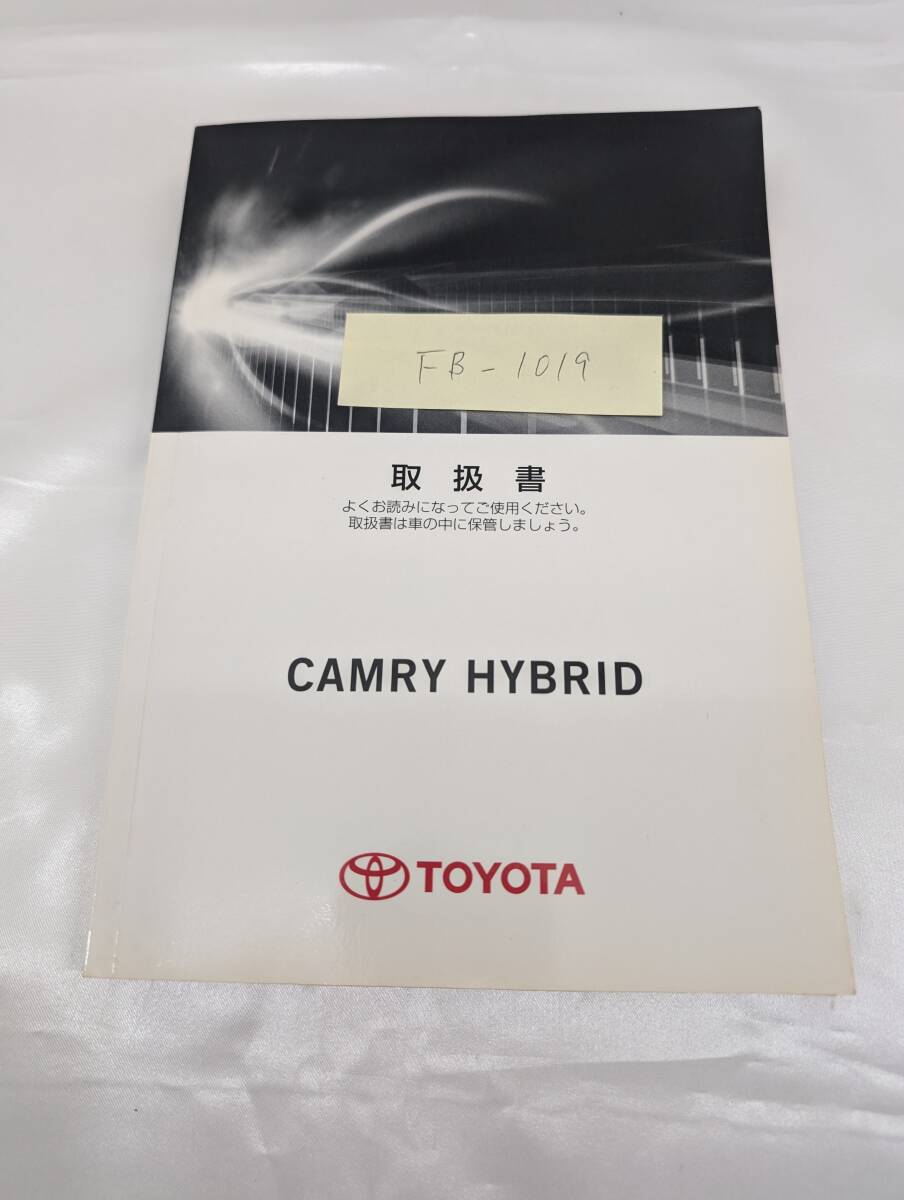 FB-1019
取扱書
よくお読みになってご使用ください。
取扱書は車の中に保管しましょう。
CAMRY HYBRID
TOYOTA